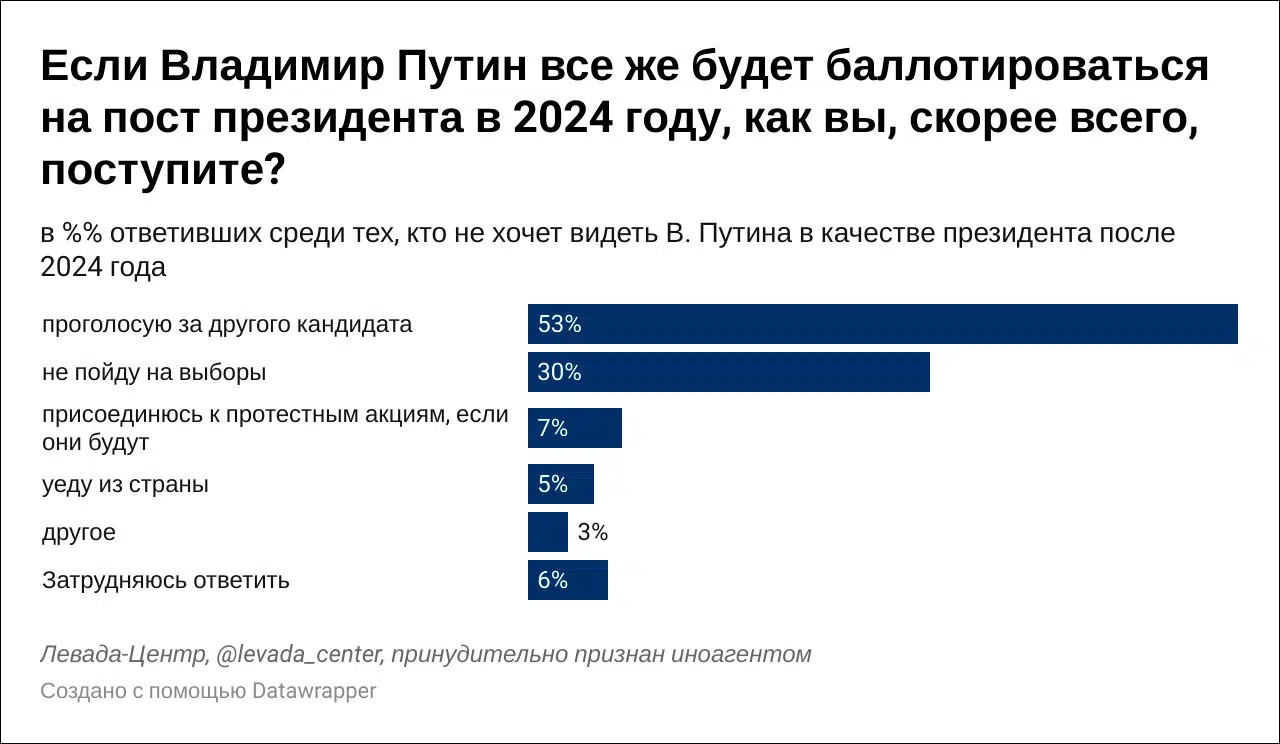 Если Владимир Путин все же будет баллотироваться
на пост президента в 2024 году, как вы, скорее всего,
поступите?
в %% ответивших среди тех, кто не хочет видеть В. Путина в качестве президента после
2024 года
проголосую за другого кандидата 53%
не пойду на выборы 30%
присоединюсь к протестным акциям, если
они будут 7%
уеду из страны 5%
другое 3%
Затрудняюсь ответить 6%
Левада-Центр, @levada_center, принудительно признан иноагентом
Создано с помощью Datawrapper